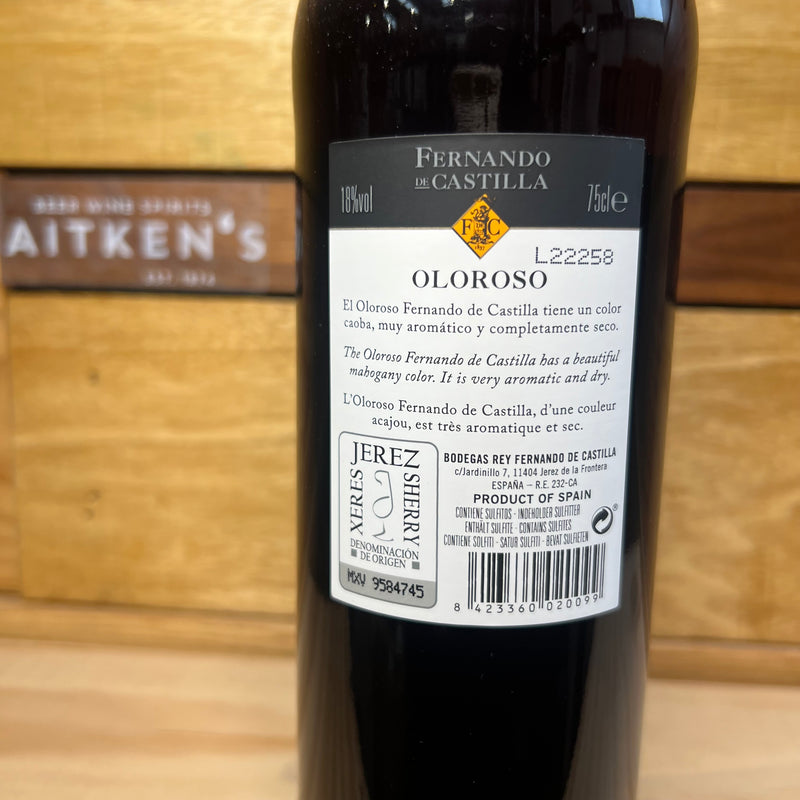 BEER WINE SPIRITS
AITKEN'S
EST. 1874
FERNANDO
DE CASTILLA
18%vol
75cl e
F C
1837
L22258
OLOROSO
El Oloroso Fernando de Castilla tiene un color
caoba, muy aromático y completamente seco.
The Oloroso Fernando de Castilla has a beautiful
mahogany color. It is very aromatic and dry.
L'Oloroso Fernando de Castilla, d'une couleur
acajou, est très aromatique et sec.
JEREZ
XERES
SHERRY
DENOMINACIÓN
DE ORIGEN
MXV 9584745
BODEGAS REY FERNANDO DE CASTILLA
c/Jardinillo 7, 11404 Jerez de la Frontera
ESPAÑA – R.E. 232-CA
PRODUCT OF SPAIN
CONTIENE SULFITOS · INDEHOLDER SULFITTER
ENTHÄLT SULFITE · CONTAINS SULFITES
CONTIENE SOLFITI · SATUR SULFITI · BEVAT SULFIETEN
®
8 423360 020099